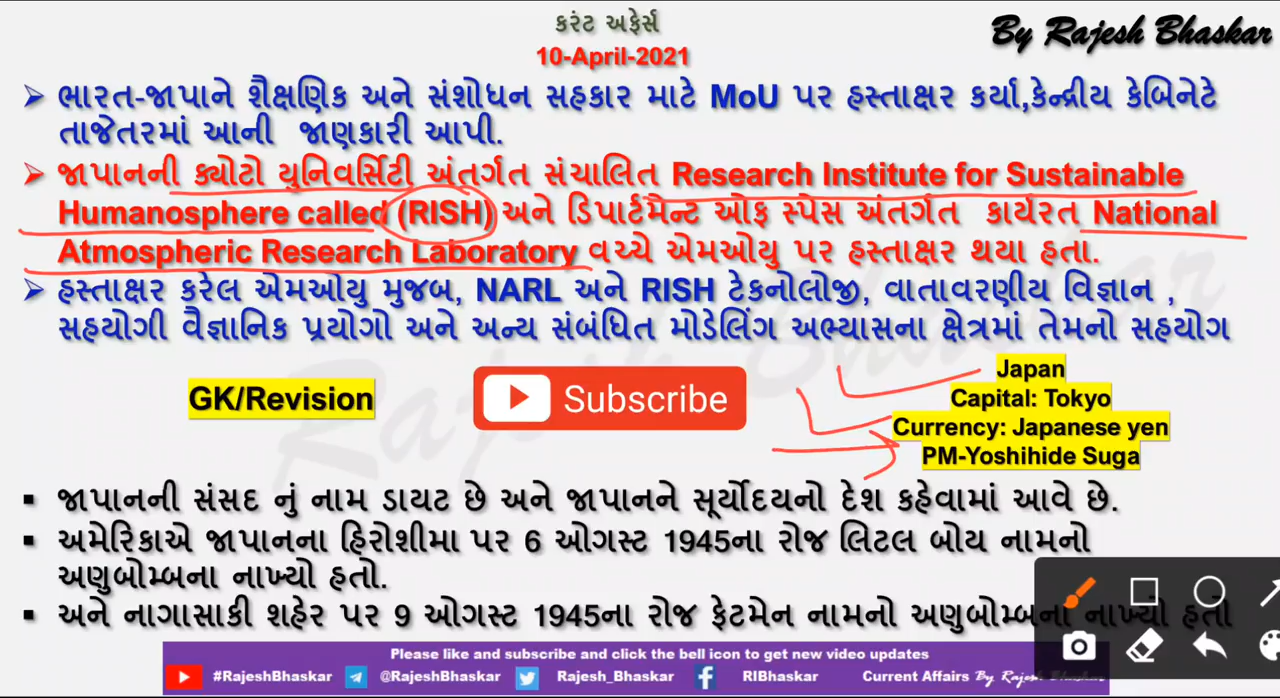 કરંટ અફેર્સ
By Rajesh Bhaskar
10-April-2021
ભારત-જાપાને શૈક્ષણિક અને સંશોધન સહકાર માટે MoU પર હસ્તાક્ષર કર્યા,કેન્દ્રીય કેબિનેટે
તાજેતરમાં આની જાણકારી આપી.
જાપાનની ક્યોટો યુનિવર્સિટી અંતર્ગત સંચાલિત Research Institute for Sustainable
Humanosphere called (RISH) અને ડિપાર્ટમેન્ટ ઓફ સ્પેસ અંતર્ગત કાર્યરત National
Atmospheric Research Laboratory વચ્ચે એમઓયુ પર હસ્તાક્ષર થયા હતા.
હસ્તાક્ષર કરેલ એમઓયુ મુજબ, NARL અને RISH ટેકનોલોજી, વાતાવરણીય વિજ્ઞાન ,
સહયોગી વૈજ્ઞાનિક પ્રયોગો અને અન્ય સંબંધિત મોડેલિંગ અભ્યાસના ક્ષેત્રમાં તેમનો સહયોગ
GK/Revision
Subscribe
Japan
Capital: Tokyo
Currency: Japanese yen
PM-Yoshihide Suga
જાપાનની સંસદ નું નામ ડાયટ છે અને જાપાનને સૂર્યોદયનો દેશ કહેવામાં આવે છે.
અમેરિકાએ જાપાનના હિરોશીમા પર 6 ઓગસ્ટ 1945ના રોજ લિટલ બોય નામનો
અણુબોમ્બના નાખ્યો હતો.
અને નાગાસાકી શહેર પર 9 ઓગસ્ટ 1945ના રોજ ફેટમેન નામનો અણુબોમ્બના નાખ્યો હતો
Please like and subscribe and click the bell icon to get new video updates
#RajeshBhaskar @RajeshBhaskar Rajesh_Bhaskar RIBhaskar Current Affairs By Rajesh Bhaskar
Rajesh Bhaskar